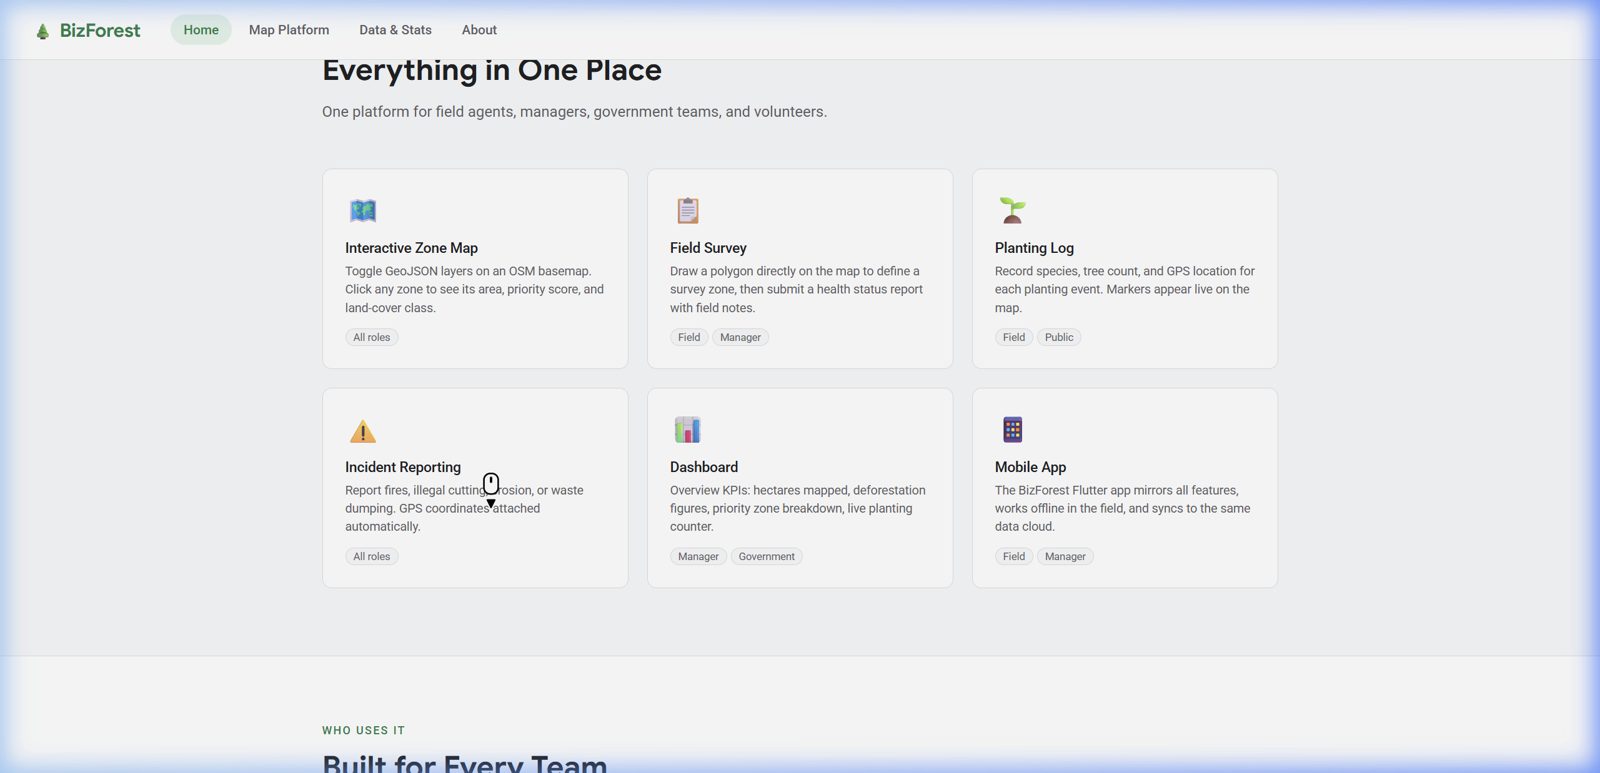 BizForest
Home
Map Platform
Data & Stats
About
Everything in One Place
One platform for field agents, managers, government teams, and volunteers.
Interactive Zone Map
Toggle GeoJSON layers on an OSM basemap.
Click any zone to see its area, priority score, and
land-cover class.
All roles
Field Survey
Draw a polygon directly on the map to define a
survey zone, then submit a health status report
with field notes.
Field
Manager
Planting Log
Record species, tree count, and GPS location for
each planting event. Markers appear live on the
map.
Field
Public
Incident Reporting
Report fires, illegal cutting, erosion, or waste
dumping. GPS coordinates attached
automatically.
All roles
Dashboard
Overview KPIs: hectares mapped, deforestation
figures, priority zone breakdown, live planting
counter.
Manager
Government
Mobile App
The BizForest Flutter app mirrors all features,
works offline in the field, and syncs to the same
data cloud.
Field
Manager
WHO USES IT
Built for Every Team